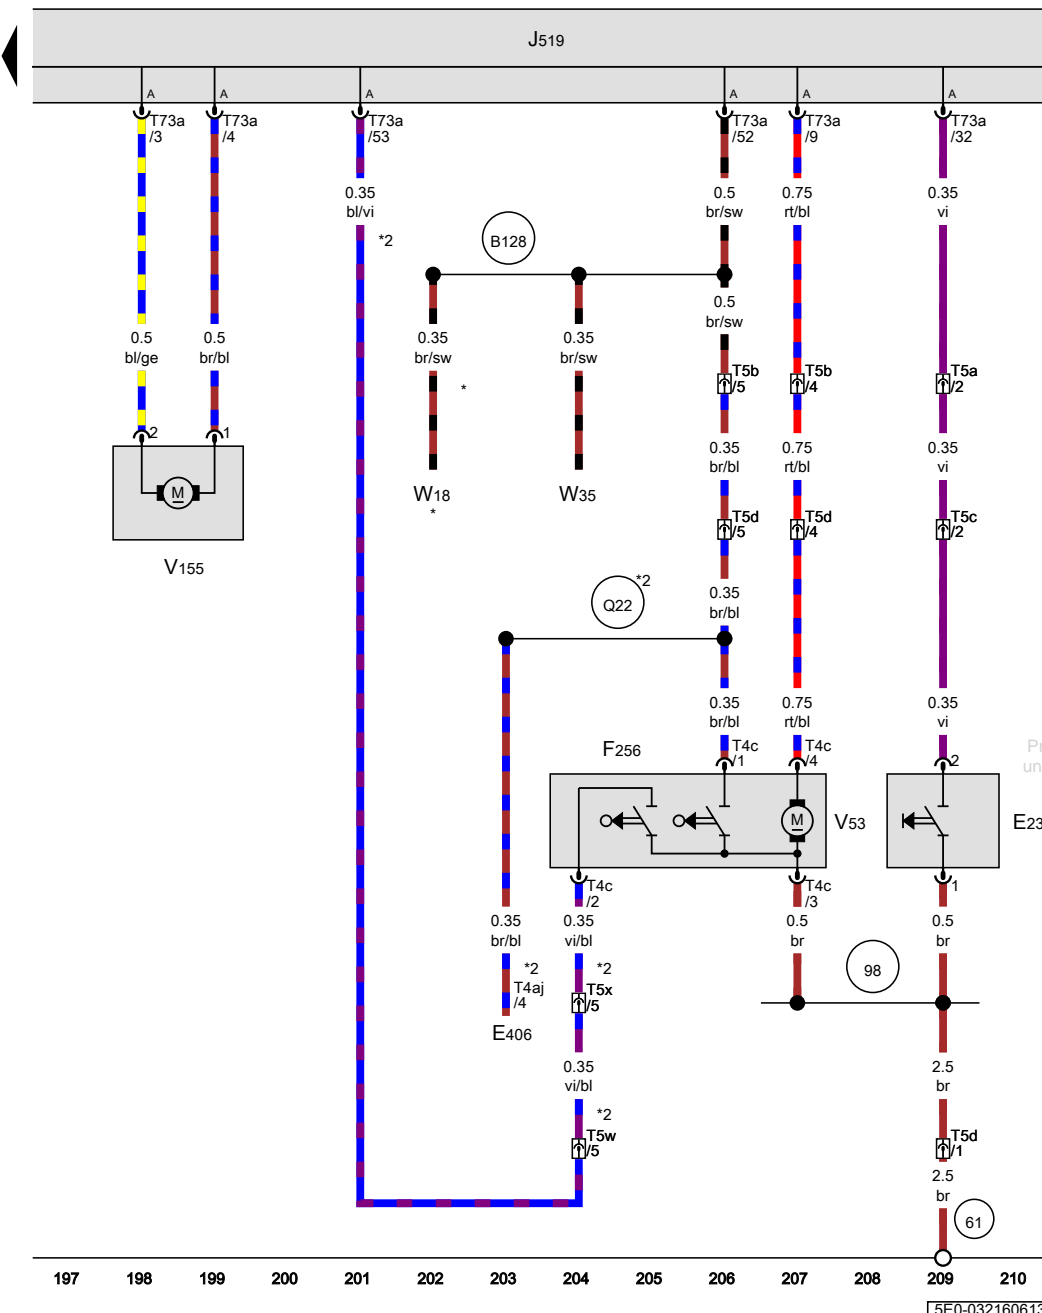 J519
A A A A A A
T73a T73a T73a T73a T73a T73a
/3 /4 /53 /52 /9 /32
0.35 0.5 0.75 0.35
bl/vi br/sw rt/bl vi
*2
B128
0.5
br/sw
0.5 0.5 0.35 0.35
bl/ge br/bl br/sw br/sw
T5b T5b T5a
/5 /4 /2
*
2 1
M
0.35 0.75 0.35
br/bl rt/bl vi
W18 W35
*
T5d T5d T5c
/5 /4 /2
V155
*2
Q22
0.35
br/bl
0.35 0.75 0.35
br/bl rt/bl vi
F256
T4c T4c 2
/1 /4
M
V53
E23
T4c T4c 1
/2 /3
0.35 0.35 0.5 0.5
br/bl vi/bl br br
98
*2 *2
T4aj T5x
/4 /5
E406
0.35 2.5
vi/bl br
*2
T5w T5d
/5 /1
2.5
br
61
197 198 199 200 201 202 203 204 205 206 207 208 209 210
5E0-032160613